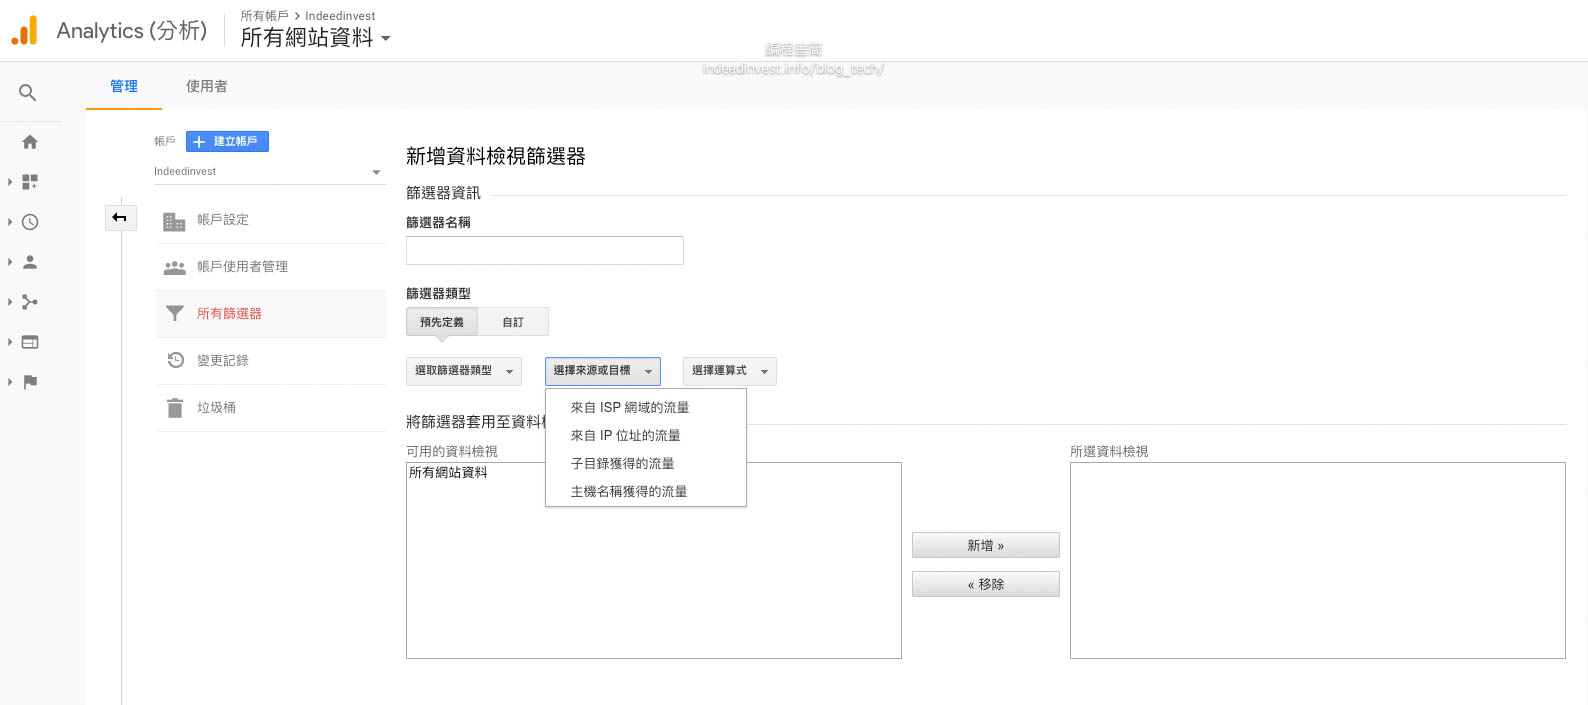 Analytics (分析)
所有帳戶 > Indeedinvest
所有網站資料
編程書簡
indeedinvest.info/blog_tech/
管理
使用者
帳戶
建立帳戶
Indeedinvest
帳戶設定
帳戶使用者管理
所有篩選器
變更記錄
垃圾桶
新增資料檢視篩選器
篩選器資訊
篩選器名稱
篩選器類型
預先定義
自訂
選取篩選器類型
選擇來源或目標
選擇運算式
來自 ISP 網域的流量
來自 IP 位址的流量
子目錄獲得的流量
主機名稱獲得的流量
將篩選器套用至資料
可用的資料檢視
所有網站資料
新增 »
« 移除
所選資料檢視